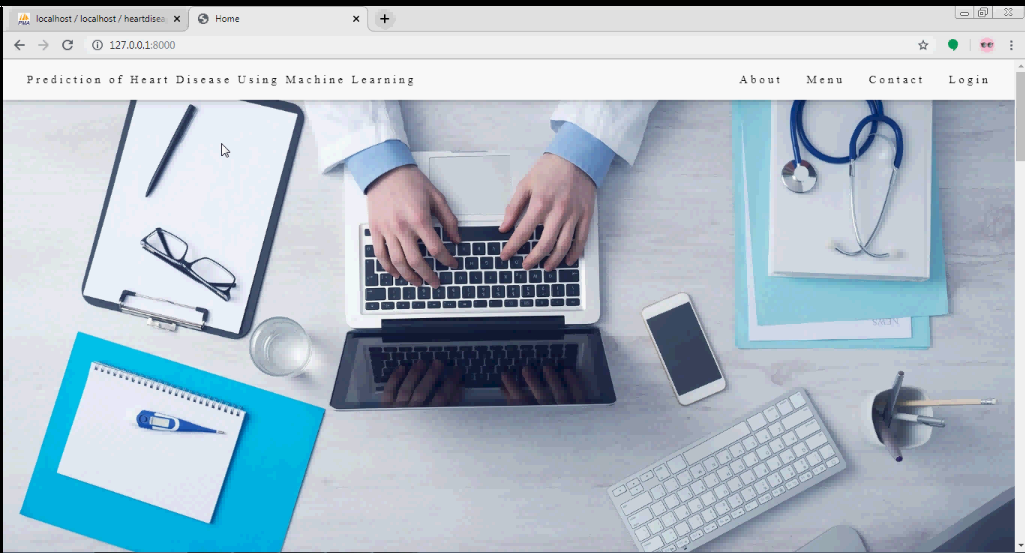 localhost / localhost / heartdisea
Home
127.0.0.1:8000
Prediction of Heart Disease Using Machine Learning
About Menu Contact Login
NEWS